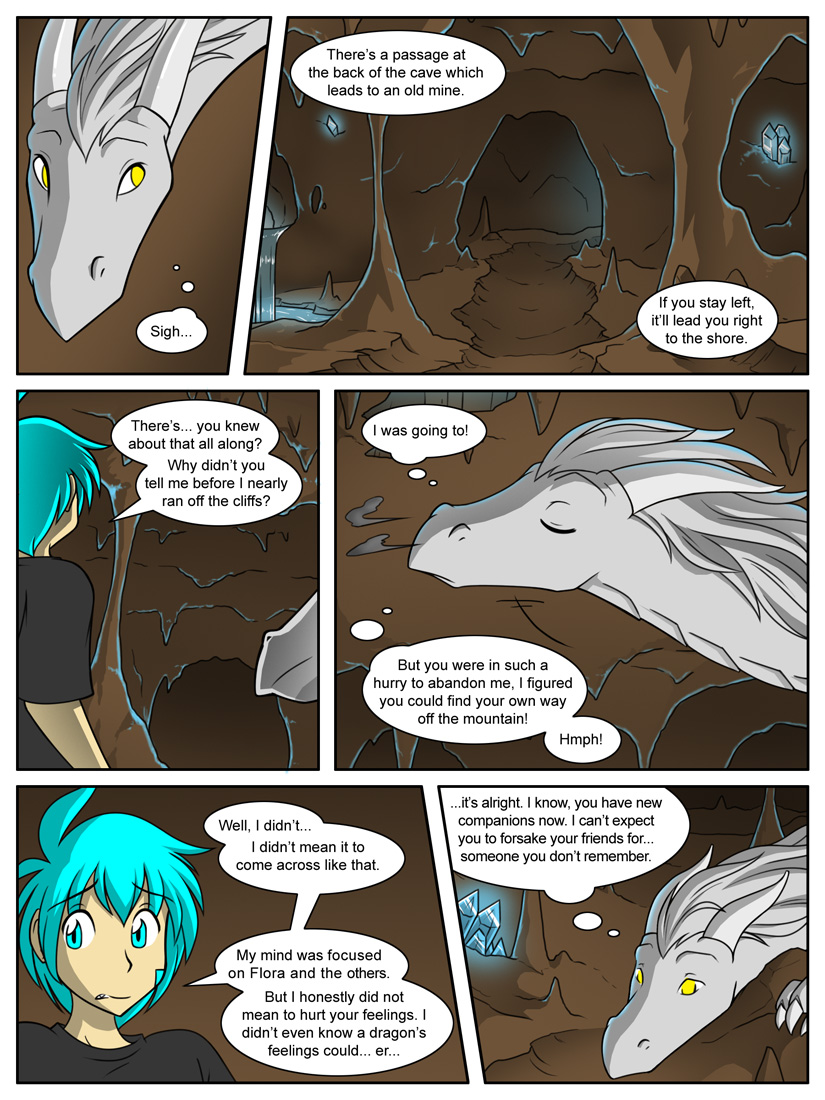 Sigh...
There's a passage at
the back of the cave which
leads to an old mine.
If you stay left,
it'll lead you right
to the shore.
There's... you knew
about that all along?
Why didn't you
tell me before I nearly
ran off the cliffs?
I was going to!
But you were in such a
hurry to abandon me, I figured
you could find your own way
off the mountain!
Hmph!
Well, I didn't...
I didn't mean it to
come across like that.
My mind was focused
on Flora and the others.
But I honestly did not
mean to hurt your feelings. I
didn't even know a dragon's
feelings could... er...
...it's alright. I know, you have new
companions now. I can't expect
you to forsake your friends for...
someone you don't remember.